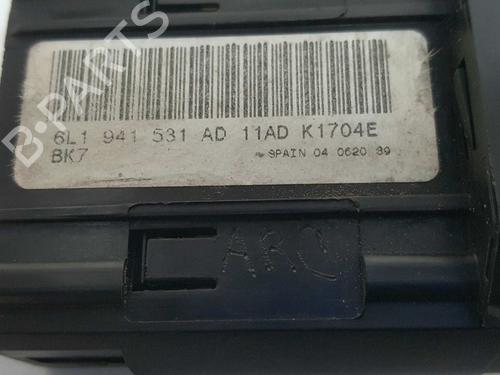 B-PARTS
6L1 941 531 AD 11AD K1704E
BK7 SPAIN 04 0620 39
ARC